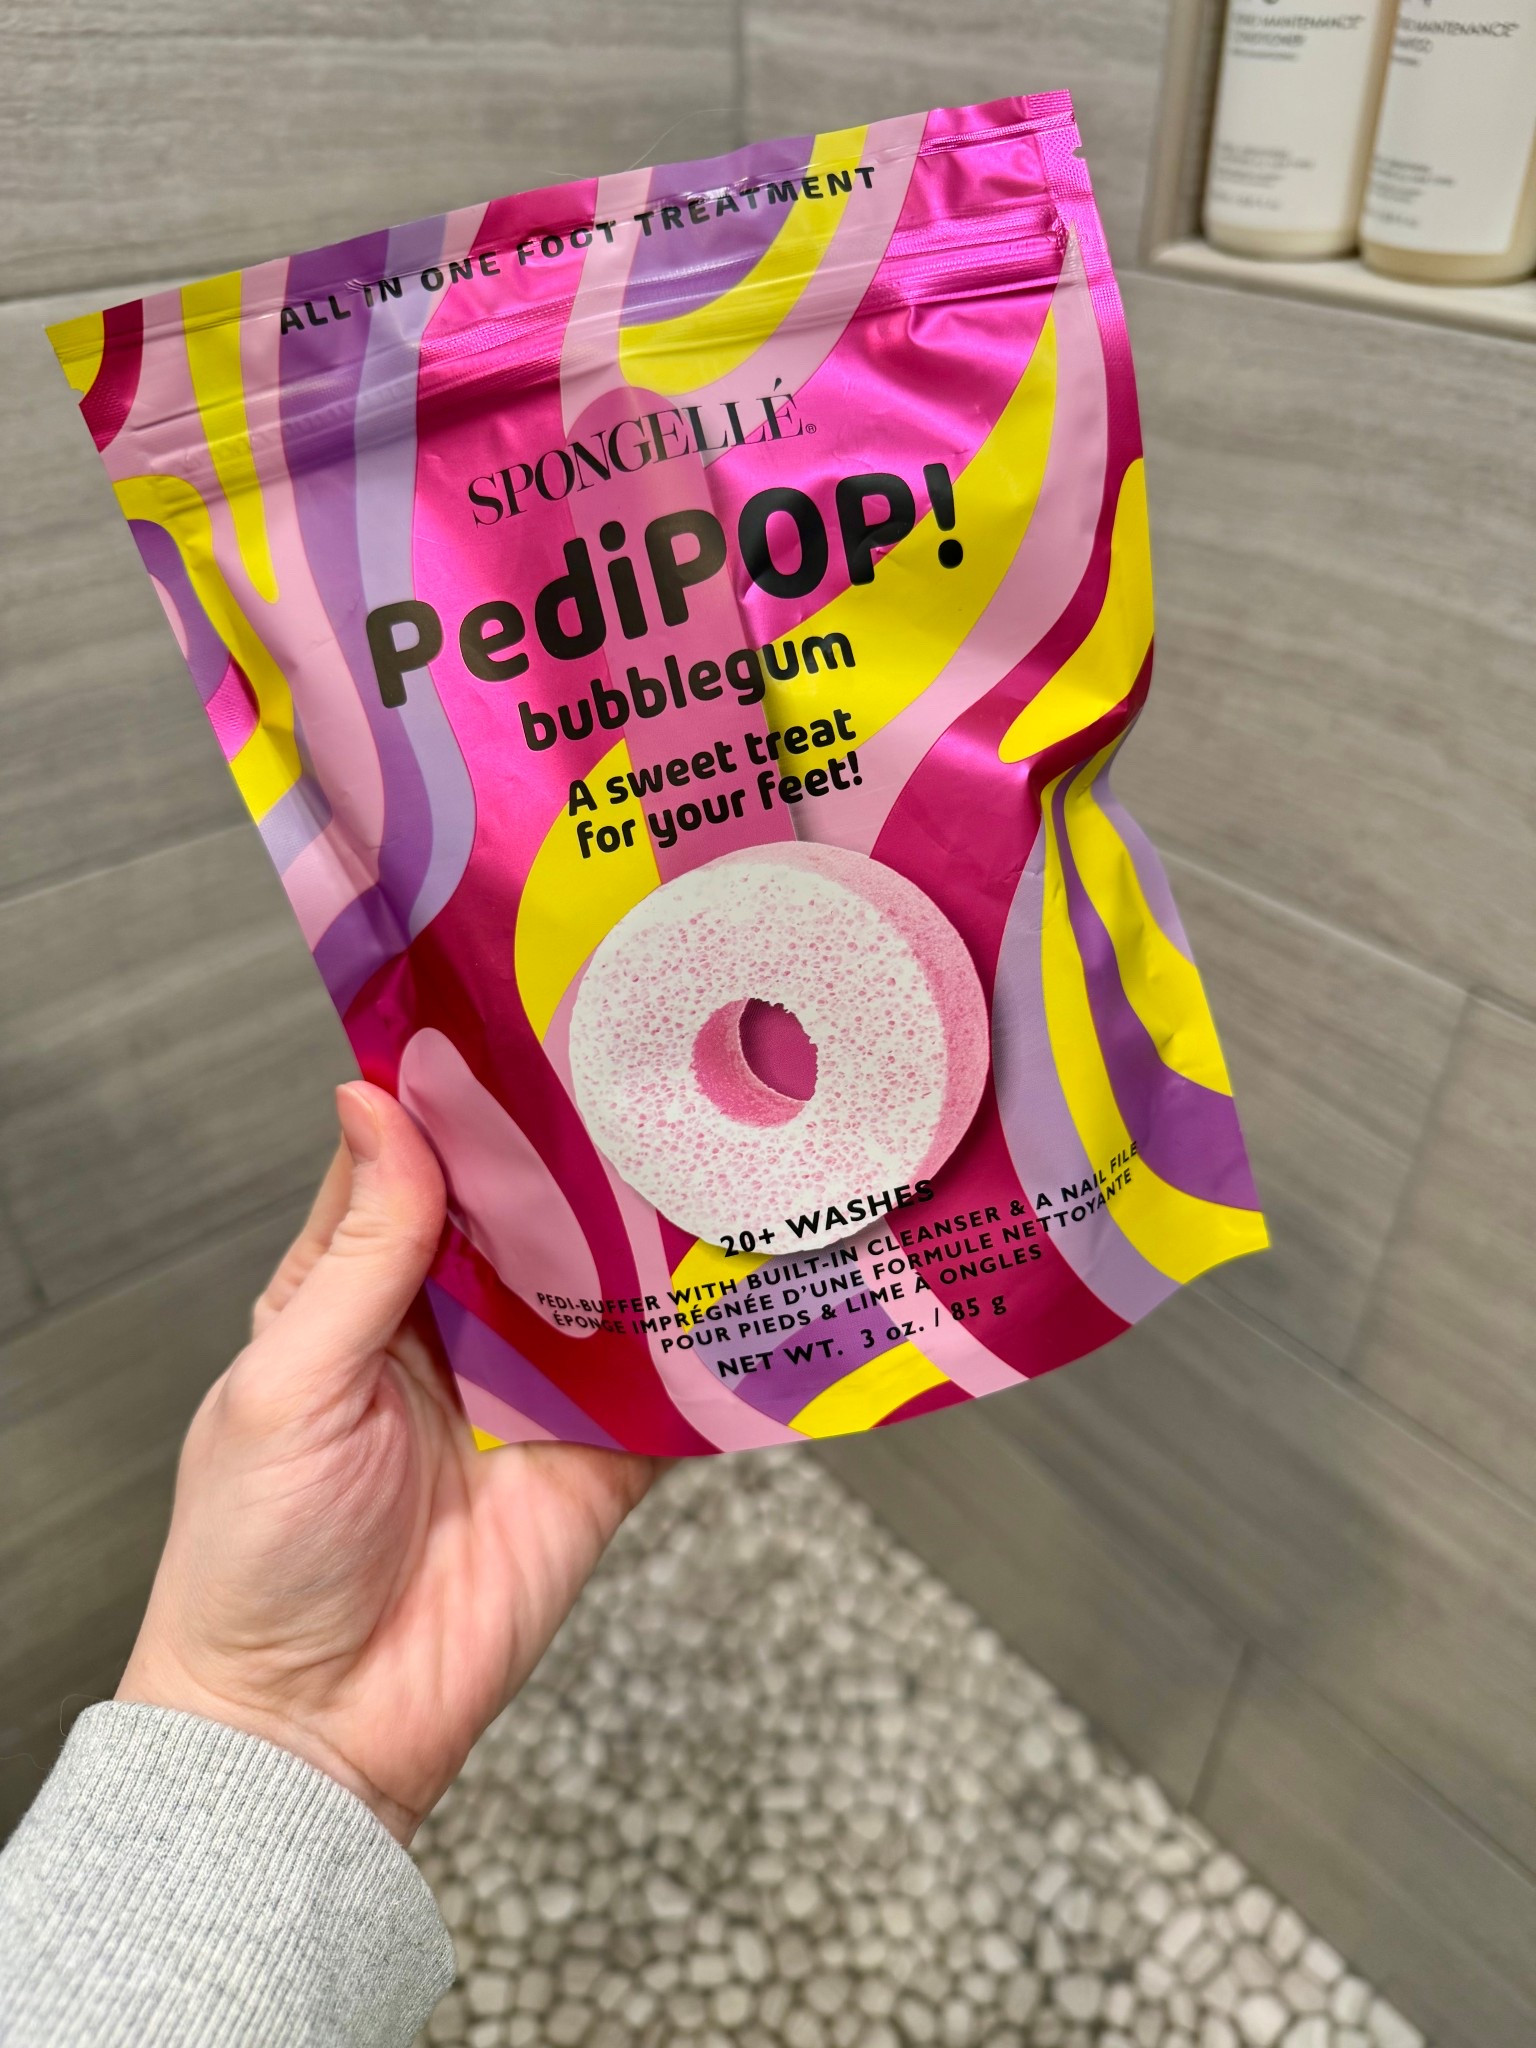 ALL IN ONE FOOT TREATMENT
SPONGELLÉ®
PediPOP!
bubblegum
A sweet treat
for your feet!
20+ WASHES
PEDI-BUFFER WITH BUILT-IN CLEANSER & A NAIL FILE
ÉPONGE IMPRÉGNÉE D'UNE FORMULE NETTOYANTE
POUR PIEDS & LIME À ONGLES
NET WT. 3 oz. / 85 g